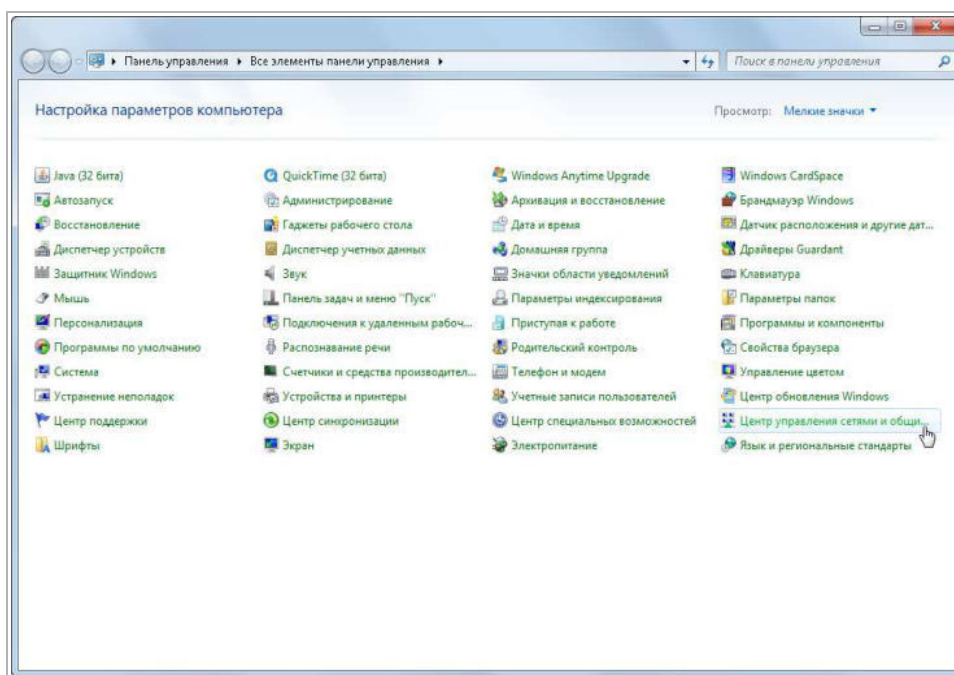 Панель управления ▸ Все элементы панели управления ▸ Поиск в панели управления
Настройка параметров компьютера Просмотр: Мелкие значки
Java (32 бита) QuickTime (32 бита) Windows Anytime Upgrade Windows CardSpace
Автозапуск Администрирование Архивация и восстановление Брандмауэр Windows
Восстановление Гаджеты рабочего стола Дата и время Датчик расположения и другие дат...
Диспетчер устройств Диспетчер учетных данных Домашняя группа Драйверы Guardant
Защитник Windows Звук Значки области уведомлений Клавиатура
Мышь Панель задач и меню "Пуск" Параметры индексирования Параметры папок
Персонализация Подключения к удаленным рабоч... Приступая к работе Программы и компоненты
Программы по умолчанию Распознавание речи Родительский контроль Свойства браузера
Система Счетчики и средства производител... Телефон и модем Управление цветом
Устранение неполадок Устройства и принтеры Учетные записи пользователей Центр обновления Windows
Центр поддержки Центр синхронизации Центр специальных возможностей Центр управления сетями и общи...
Шрифты Экран Электропитание Язык и региональные стандарты